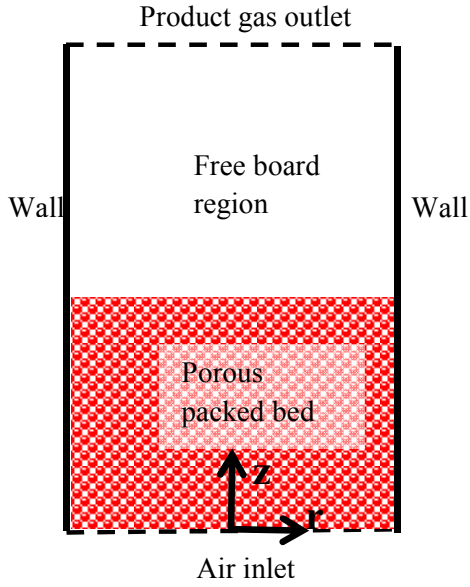 Product gas outlet
Free board
region
Wall
Wall
Porous
packed bed
z
r
Air inlet